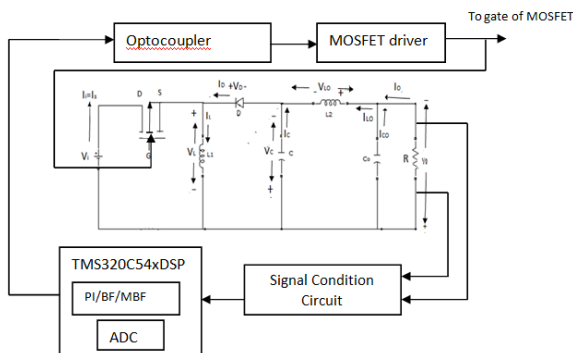 To gate of MOSFET
Optocoupler
MOSFET driver
Ii=Is
D
S
G
Vi
+
VL
-
IL
L1
ID +VD-
D
-
Vc
+
Ic
C
- VLO +
L2
ILO
Io
Ico
Co
R
-
Vo
+
TMS320C54xDSP
PI/BF/MBF
ADC
Signal Condition
Circuit